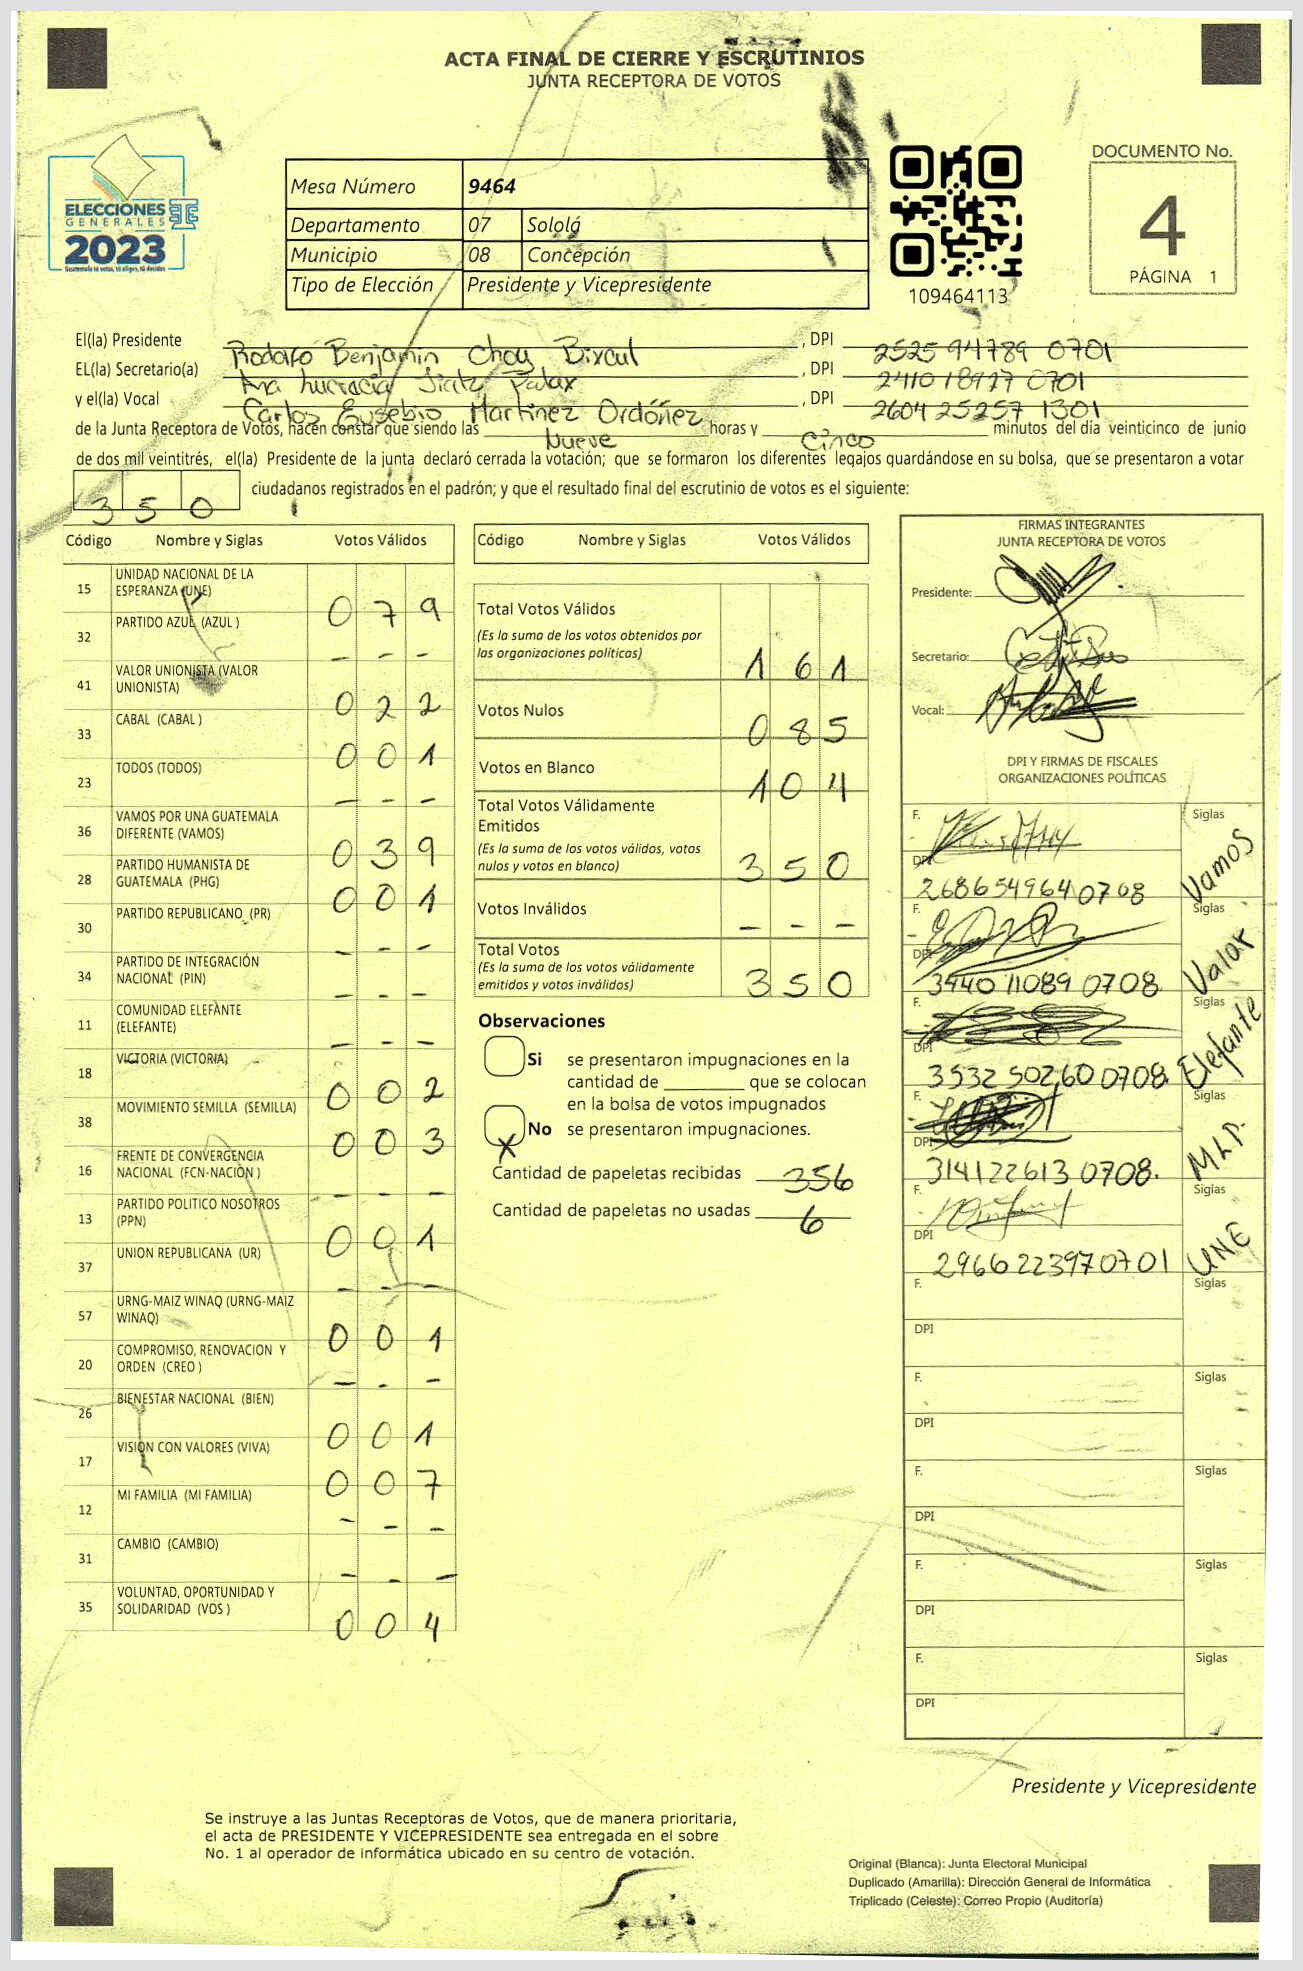 ACTA FINAL DE CIERRE Y ESCRUTINIOS
JUNTA RECEPTORA DE VOTOS
ELECCIONES
GENERALES
2023
Guatemala tú votas, tú eliges, tú decides
Mesa Número 9464
Departamento 07 Sololá
Municipio 08 Concepción
Tipo de Elección Presidente y Vicepresidente
109464113
DOCUMENTO No.
4
PÁGINA 1
El(la) Presidente Rodolfo Benjamin Choy Bixcul, DPI 2525 94789 0701
EL(la) Secretario(a) Ana, DPI 2410 18927 0701
y el(la) Vocal Carlos Eusebio Martinez Ordóñez, DPI 2604 25257 1301
de la Junta Receptora de Votos, hacen constar que siendo las Nueve horas y Cinco minutos del día veinticinco de junio
de dos mil veintitrés, el(la) Presidente de la junta declaró cerrada la votación; que se formaron los diferentes legajos guardándose en su bolsa, que se presentaron a votar
350 ciudadanos registrados en el padrón; y que el resultado final del escrutinio de votos es el siguiente:
Código Nombre y Siglas Votos Válidos
15 UNIDAD NACIONAL DE LA ESPERANZA (UNE) 0 7 9
32 PARTIDO AZUL (AZUL ) - - -
41 VALOR UNIONISTA (VALOR UNIONISTA) 0 2 2
33 CABAL (CABAL ) 0 0 1
23 TODOS (TODOS) - - -
36 VAMOS POR UNA GUATEMALA DIFERENTE (VAMOS) 0 3 9
28 PARTIDO HUMANISTA DE GUATEMALA (PHG) 0 0 1
30 PARTIDO REPUBLICANO (PR) - - -
34 PARTIDO DE INTEGRACIÓN NACIONAL (PIN) - - -
11 COMUNIDAD ELEFANTE (ELEFANTE) - - -
18 VICTORIA (VICTORIA) 0 0 2
38 MOVIMIENTO SEMILLA (SEMILLA) 0 0 3
16 FRENTE DE CONVERGENCIA NACIONAL (FCN-NACION ) - - -
13 PARTIDO POLITICO NOSOTROS (PPN) 0 0 1
37 UNION REPUBLICANA (UR) - - -
57 URNG-MAIZ WINAQ (URNG-MAIZ WINAQ) 0 0 1
20 COMPROMISO, RENOVACION Y ORDEN (CREO ) - - -
26 BIENESTAR NACIONAL (BIEN) 0 0 1
17 VISION CON VALORES (VIVA) 0 0 7
12 MI FAMILIA (MI FAMILIA) - - -
31 CAMBIO (CAMBIO) - - -
35 VOLUNTAD, OPORTUNIDAD Y SOLIDARIDAD (VOS ) 0 0 4
Código Nombre y Siglas Votos Válidos
Total Votos Válidos 1 6 1
(Es la suma de los votos obtenidos por
las organizaciones políticas)
Votos Nulos 0 8 5
Votos en Blanco 1 0 4
Total Votos Válidamente
Emitidos
(Es la suma de los votos válidos, votos
nulos y votos en blanco) 3 5 0
Votos Inválidos - - -
Total Votos
(Es la suma de los votos válidamente
emitidos y votos inválidos) 3 5 0
Observaciones
Si se presentaron impugnaciones en la
cantidad de ________ que se colocan
en la bolsa de votos impugnados
X No se presentaron impugnaciones.
Cantidad de papeletas recibidas 356
Cantidad de papeletas no usadas 6
FIRMAS INTEGRANTES
JUNTA RECEPTORA DE VOTOS
Presidente:
Secretario:
Vocal:
DPI Y FIRMAS DE FISCALES
ORGANIZACIONES POLÍTICAS
F. Siglas Vamos
DPI 268654964 0708
F. Siglas Valor
DPI 3440 11089 0708
F. Siglas Elefante
DPI 3532 50260 0708.
F. Siglas MLP.
DPI 314122613 0708.
F. Siglas UNE
DPI 2966 22397 0701
F. Siglas
DPI
F. Siglas
DPI
F. Siglas
DPI
F. Siglas
DPI
F. Siglas
DPI
Presidente y Vicepresidente
Se instruye a las Juntas Receptoras de Votos, que de manera prioritaria,
el acta de PRESIDENTE Y VICEPRESIDENTE sea entregada en el sobre
No. 1 al operador de informática ubicado en su centro de votación.
Original (Blanca): Junta Electoral Municipal
Duplicado (Amarilla): Dirección General de Informática
Triplicado (Celeste): Correo Propio (Auditoría)